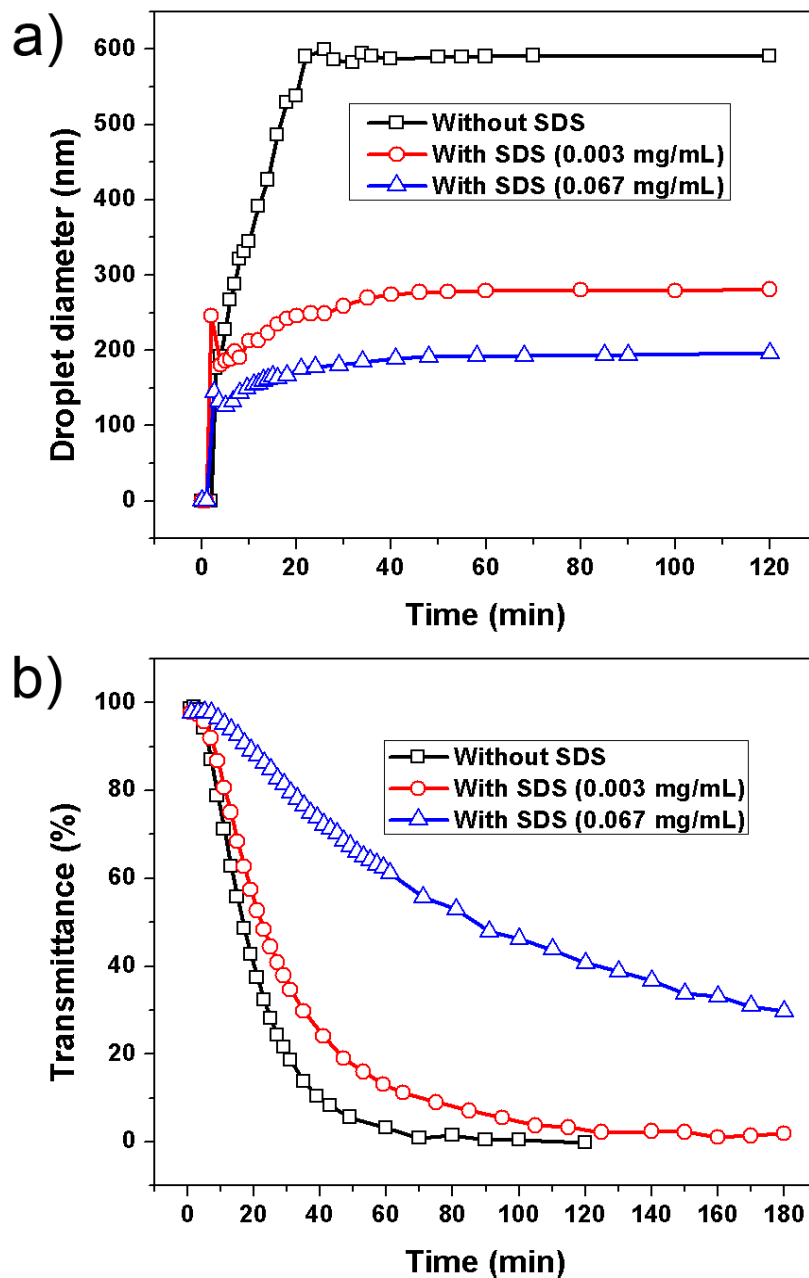 a)
600
500
400
300
200
100
0
Droplet diameter (nm)
Without SDS
With SDS (0.003 mg/mL)
With SDS (0.067 mg/mL)
0 20 40 60 80 100 120
Time (min)
b)
100
80
60
40
20
0
Transmittance (%)
Without SDS
With SDS (0.003 mg/mL)
With SDS (0.067 mg/mL)
0 20 40 60 80 100 120 140 160 180
Time (min)